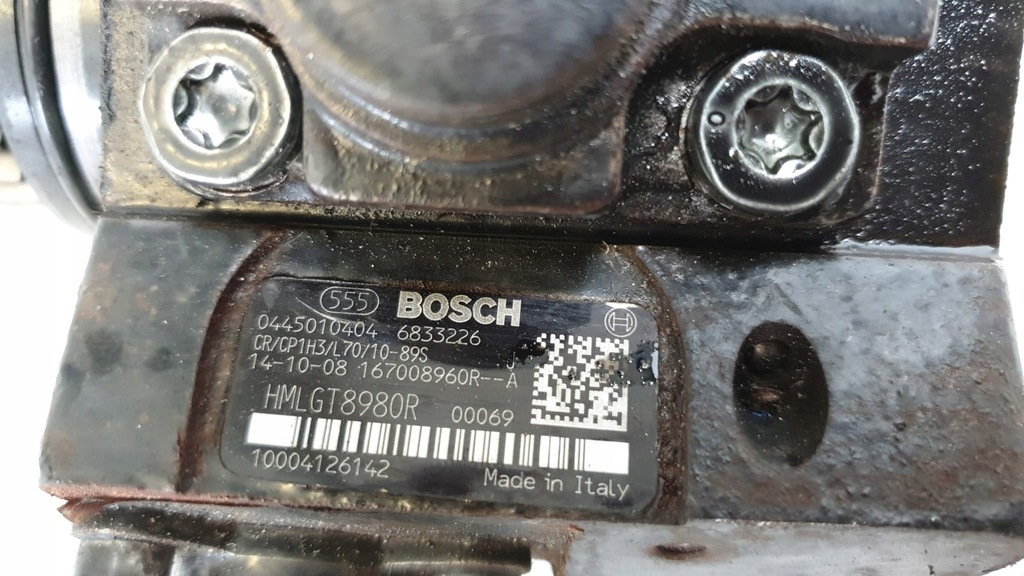 555 BOSCH
0445010404 6833226
CR/CP1H3/L70/10-89S
14-10-08 167008960R--A
J
HMLGT8980R 00069
10004126142
Made in Italy